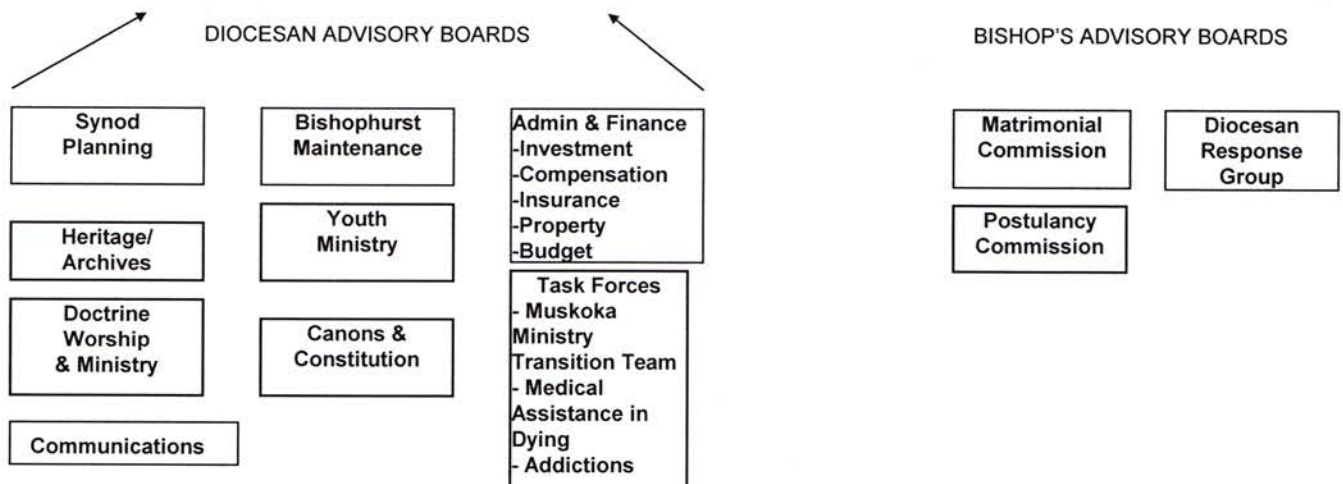 DIOCESAN ADVISORY BOARDS
BISHOP'S ADVISORY BOARDS
Synod
Planning
Bishophurst
Maintenance
Admin & Finance
-Investment
-Compensation
-Insurance
-Property
-Budget
Heritage/
Archives
Youth
Ministry
Doctrine
Worship
& Ministry
Canons &
Constitution
Task Forces
- Muskoka
Ministry
Transition Team
- Medical
Assistance in
Dying
- Addictions
Communications
Matrimonial
Commission
Diocesan
Response
Group
Postulancy
Commission